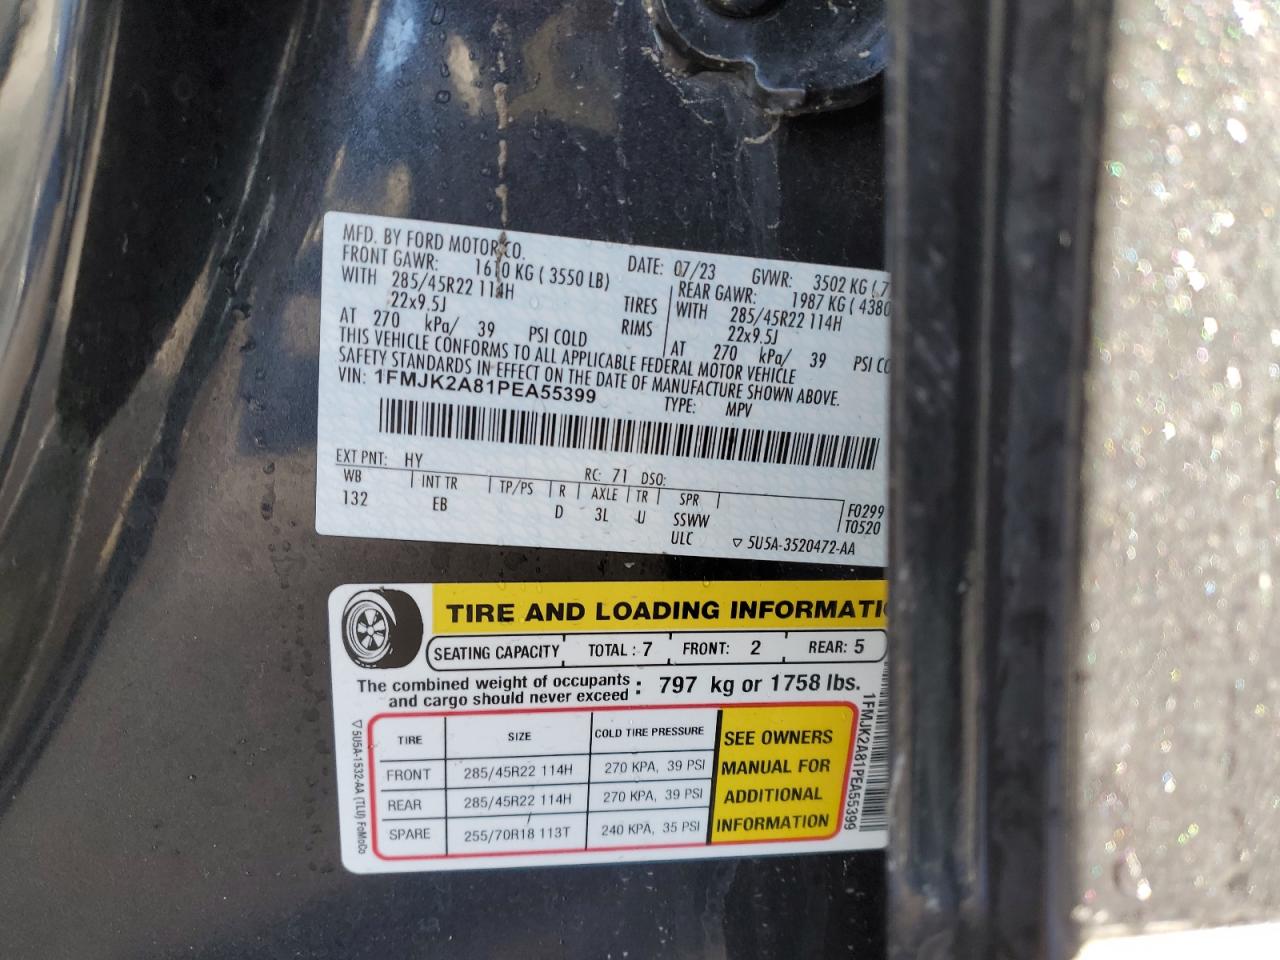 MFD. BY FORD MOTOR CO.
DATE: 07/23 GVWR: 3502 KG ( 7
FRONT GAWR: 1610 KG ( 3550 LB) REAR GAWR: 1987 KG ( 4380
WITH 285/45R22 114H TIRES WITH 285/45R22 114H
22x9.5J RIMS 22x9.5J
AT 270 kPa/ 39 PSI COLD AT 270 kPa/ 39 PSI CO
THIS VEHICLE CONFORMS TO ALL APPLICABLE FEDERAL MOTOR VEHICLE
SAFETY STANDARDS IN EFFECT ON THE DATE OF MANUFACTURE SHOWN ABOVE.
VIN: 1FMJK2A81PEA55399 TYPE: MPV
EXT PNT: HY RC: 71 DSO:
WB INT TR TP/PS R AXLE TR SPR F0299
132 EB D 3L U SSWW T0520
ULC ▽ 5U5A-3520472-AA
TIRE AND LOADING INFORMATIO
SEATING CAPACITY TOTAL : 7 FRONT: 2 REAR: 5
The combined weight of occupants
and cargo should never exceed : 797 kg or 1758 lbs.
TIRE SIZE COLD TIRE PRESSURE
FRONT 285/45R22 114H 270 KPA, 39 PSI
REAR 285/45R22 114H 270 KPA, 39 PSI
SPARE 255/70R18 113T 240 KPA, 35 PSI
SEE OWNERS
MANUAL FOR
ADDITIONAL
INFORMATION
▽ 5U5A-1532-AA (TLU) FoMoCo
1FMJK2A81PEA55399